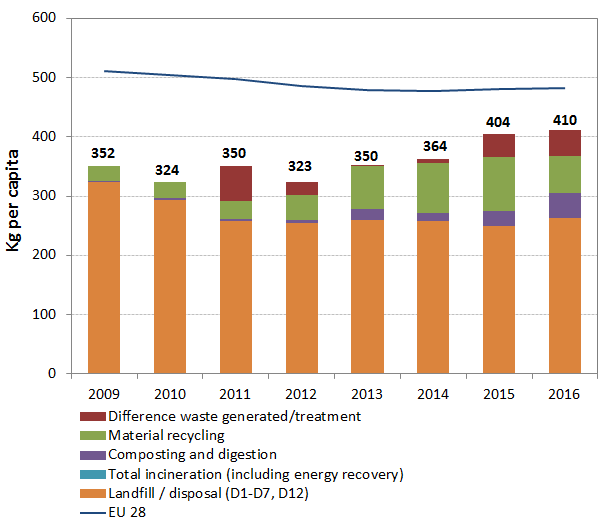 600
500
400
300
200
100
0
Kg per capita
352
324
350
323
350
364
404
410
2009 2010 2011 2012 2013 2014 2015 2016
Difference waste generated/treatment
Material recycling
Composting and digestion
Total incineration (including energy recovery)
Landfill / disposal (D1-D7, D12)
EU 28